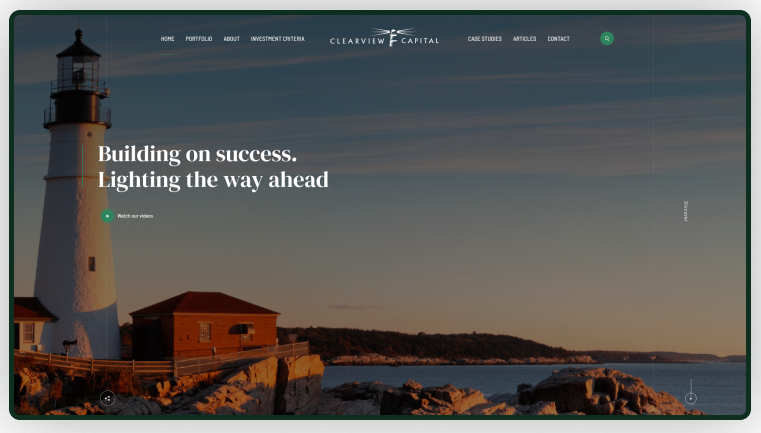 HOME PORTFOLIO ABOUT INVESTMENT CRITERIA CLEARVIEW CAPITAL CASE STUDIES ARTICLES CONTACT
Building on success.
Lighting the way ahead
Watch our videos
Discover